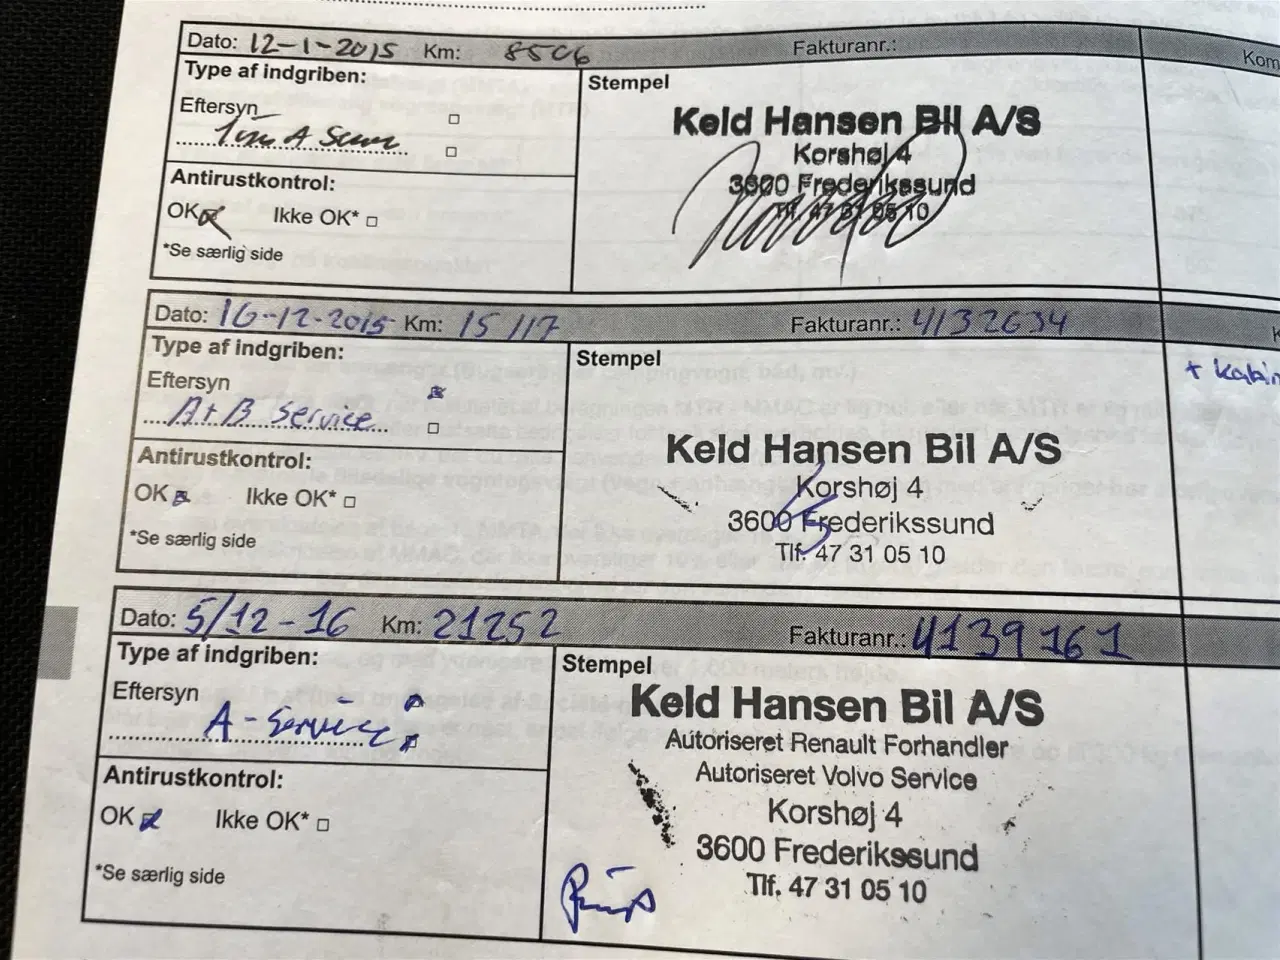 Dato: 12-1-2015 Km: 8506 Fakturanr.: Kom
Type af indgriben:
Stempel
Eftersyn
A
Keld Hansen Bil A/S
Korshøj 4
3600 Frederikssund
Tlf. 47 31 05 10
Antirustkontrol:
OK Ikke OK*
*Se særlig side
Dato: 16-12-2015 Km: 15117 Fakturanr.: 4132634 K
Type af indgriben:
Stempel
Eftersyn
A+B Service
+ kabin
Keld Hansen Bil A/S
Korshøj 4
3600 Frederikssund
Tlf. 47 31 05 10
Antirustkontrol:
OK Ikke OK*
*Se særlig side
Dato: 5/12-16 Km: 21252 Fakturanr.: 4139161
Type af indgriben:
Stempel
Eftersyn
A-Service
Keld Hansen Bil A/S
Autoriseret Renault Forhandler
Autoriseret Volvo Service
Korshøj 4
3600 Frederikssund
Tlf. 47 31 05 10
Antirustkontrol:
OK Ikke OK*
*Se særlig side